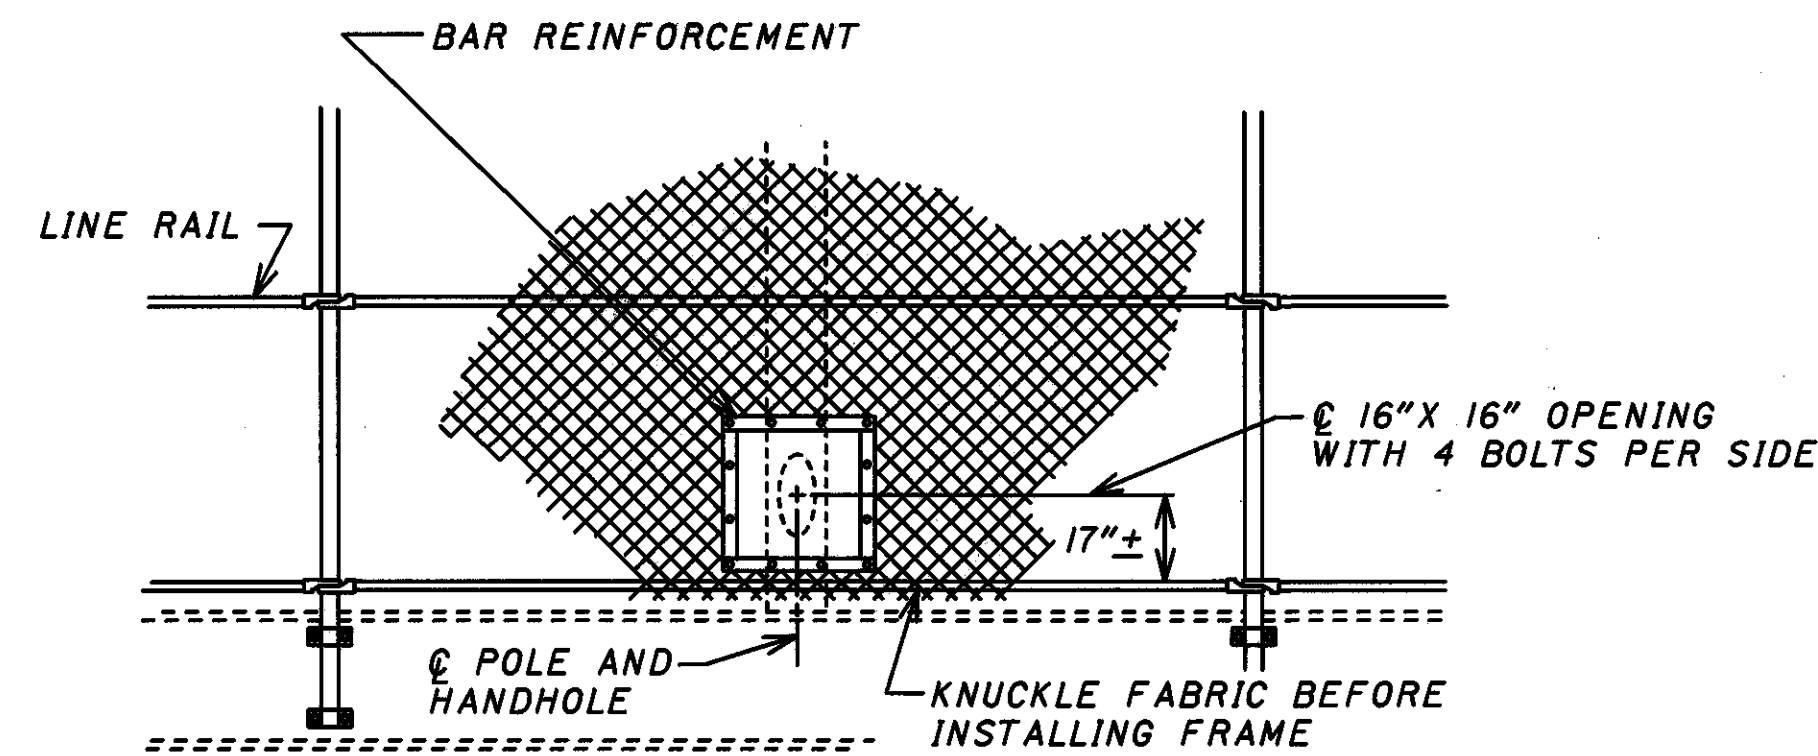 BAR REINFORCEMENT
LINE RAIL
℄ 16"X 16" OPENING
WITH 4 BOLTS PER SIDE
17"±
℄ POLE AND
HANDHOLE
KNUCKLE FABRIC BEFORE
INSTALLING FRAME